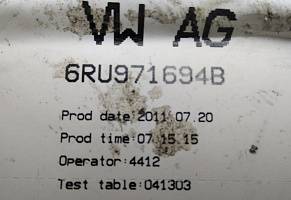 VW AG
6RU971694B
Prod date:2011.07.20
Prod time:07.15.15
Operator:4412
Test table:041303